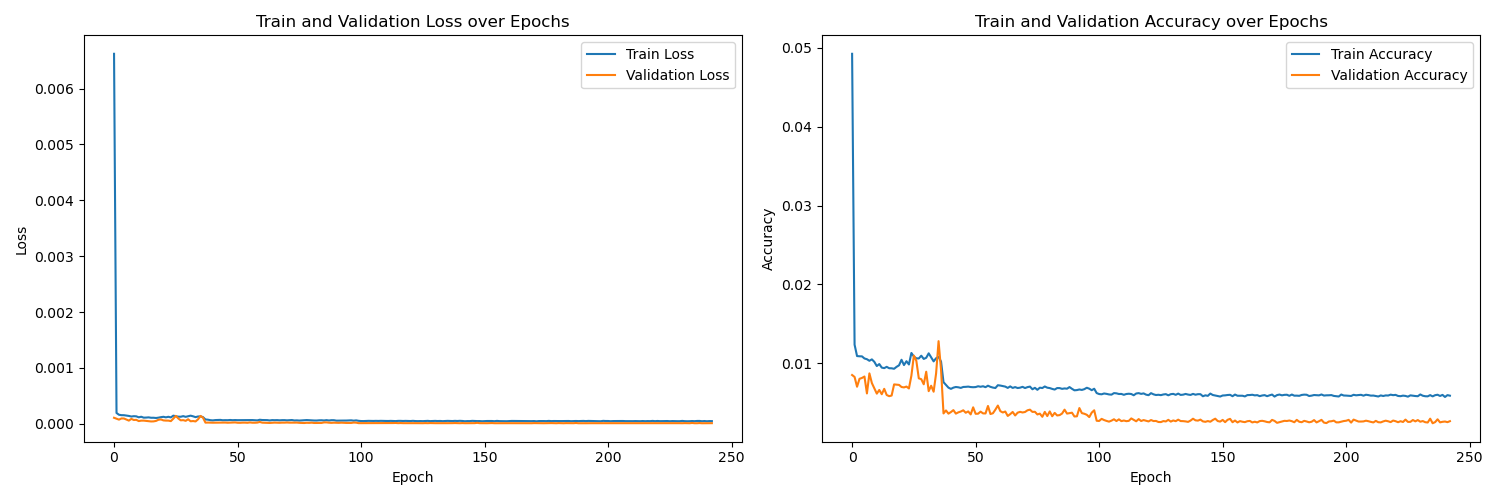 Train and Validation Loss over Epochs
Train Loss
Validation Loss
0.006
0.005
0.004
0.003
0.002
0.001
0.000
Loss
0 50 100 150 200 250
Epoch
Train and Validation Accuracy over Epochs
Train Accuracy
Validation Accuracy
0.05
0.04
0.03
0.02
0.01
Accuracy
0 50 100 150 200 250
Epoch